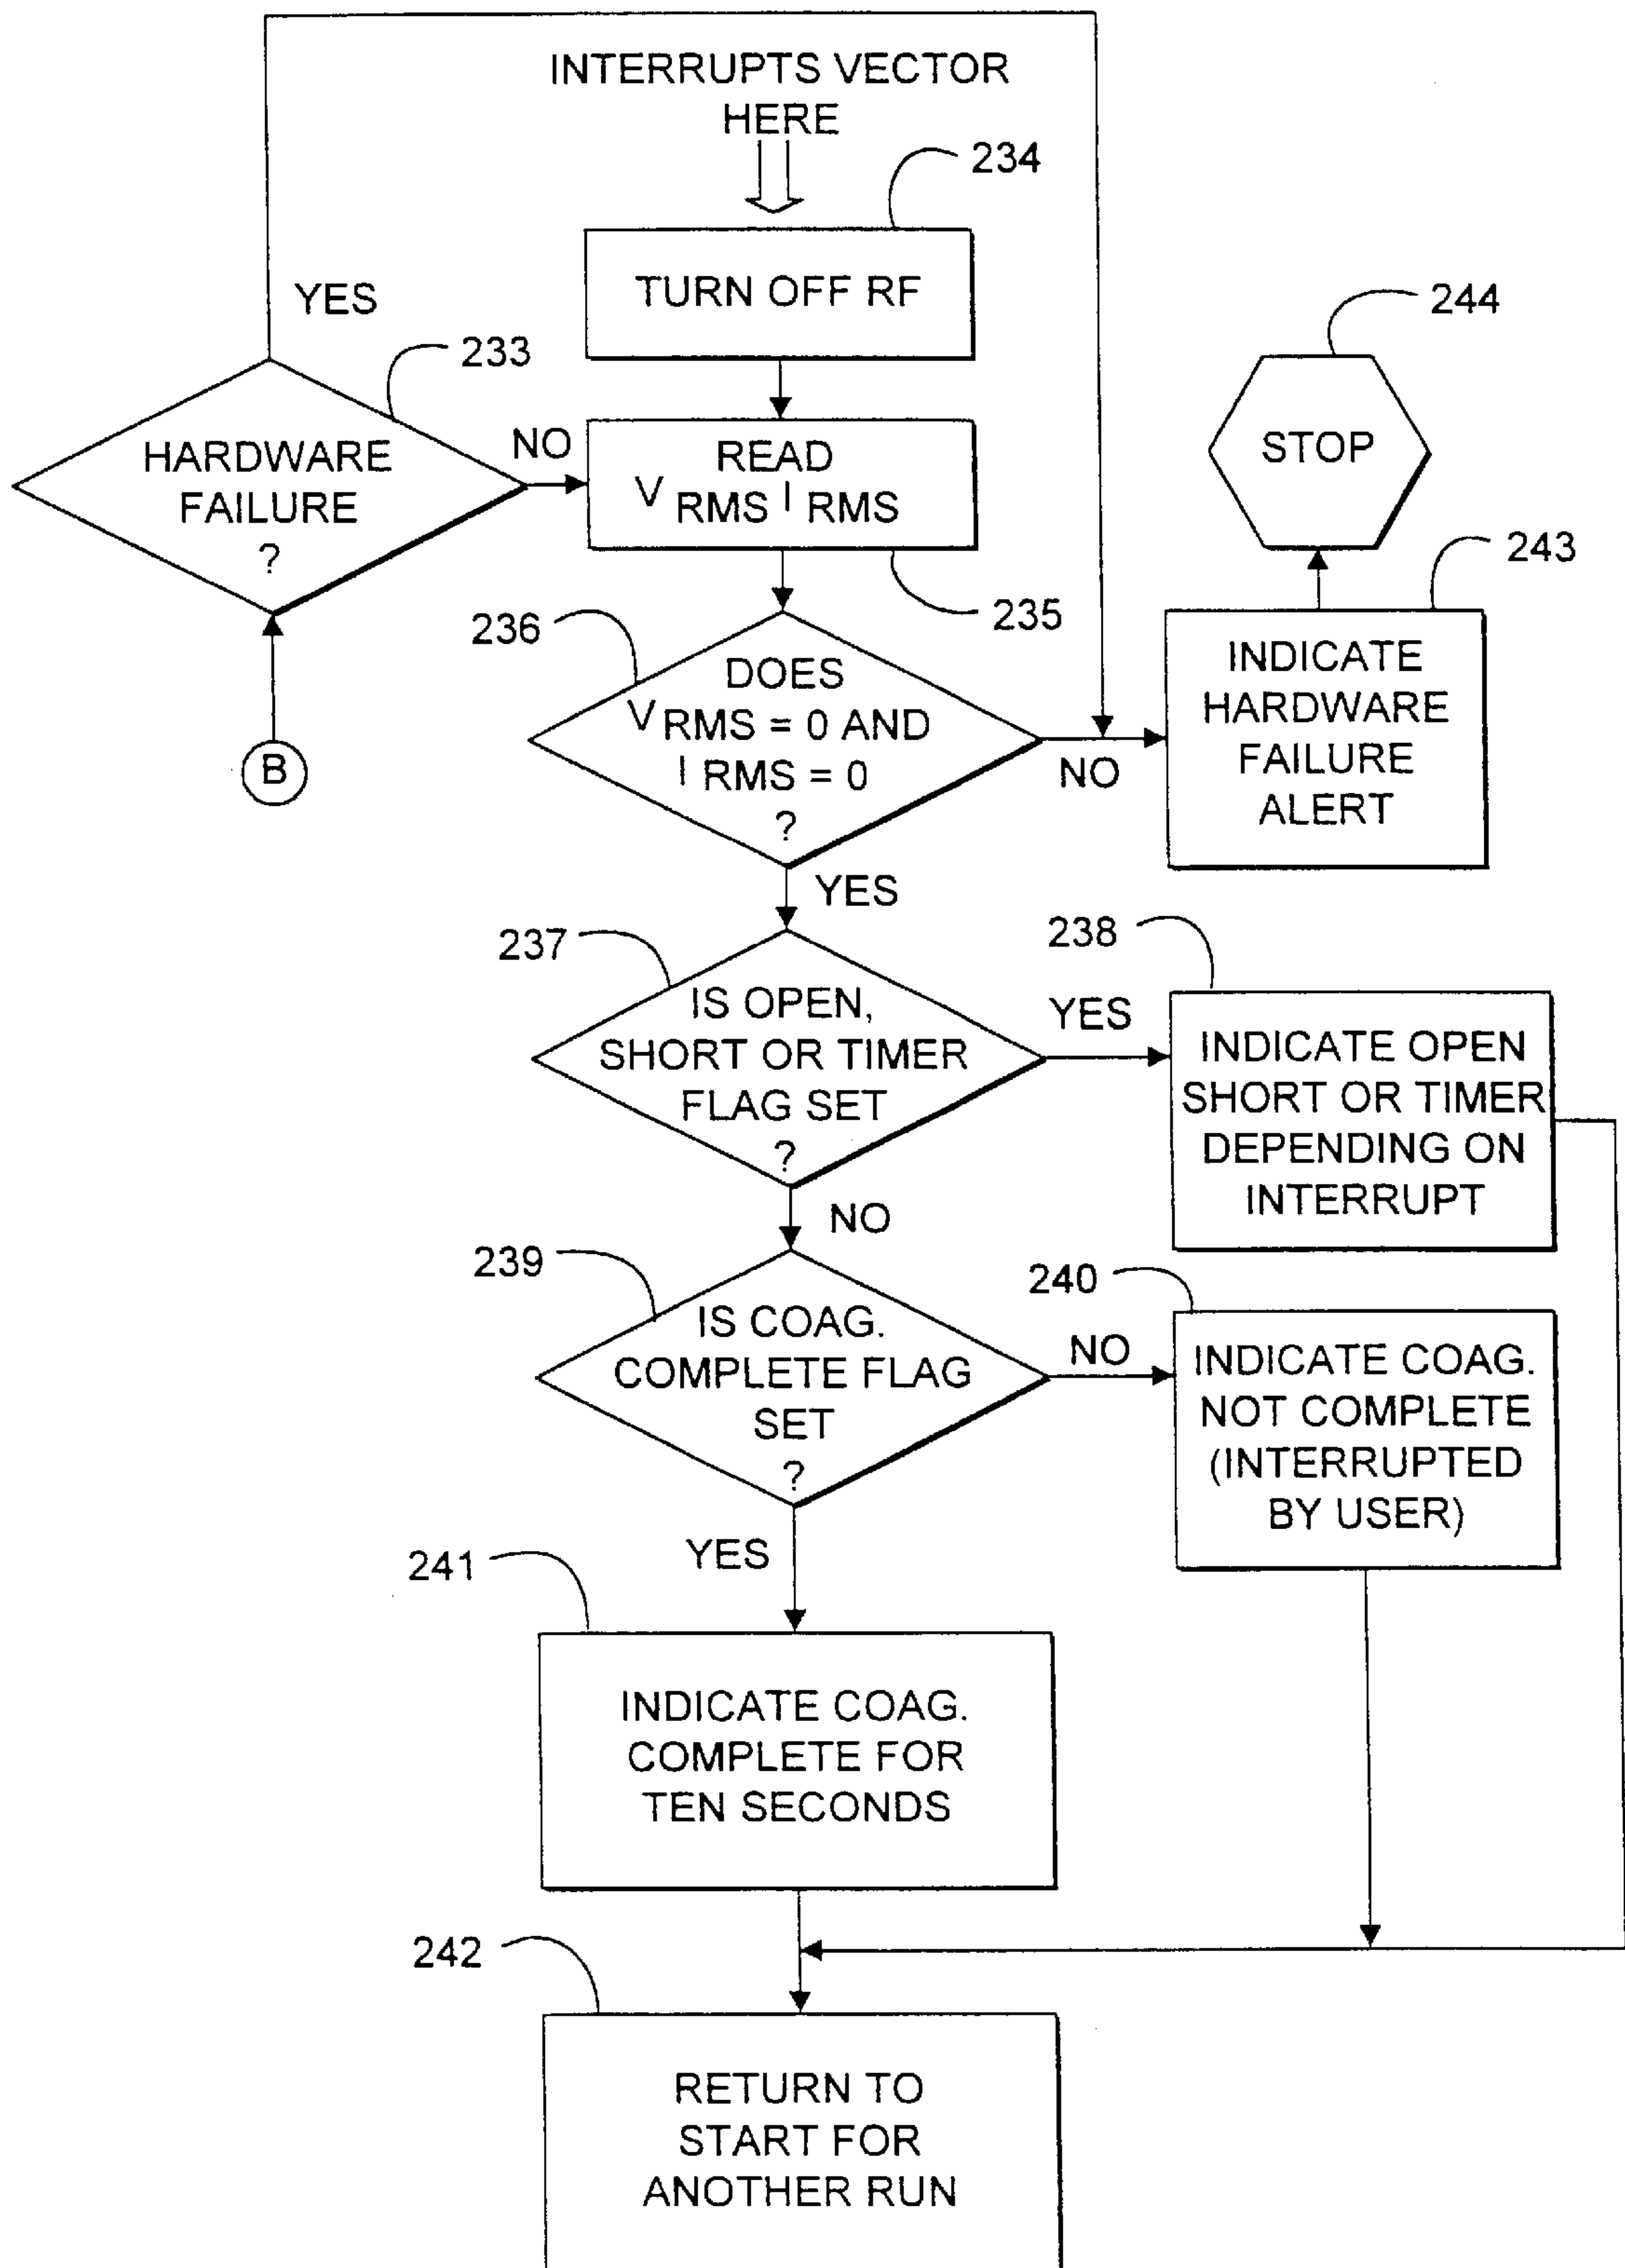 INTERRUPTS VECTOR
HERE
234
TURN OFF RF
YES
233
HARDWARE
FAILURE
?
NO
READ
V RMS I RMS
235
244
STOP
243
INDICATE
HARDWARE
FAILURE
ALERT
B
236
DOES
V RMS = 0 AND
I RMS = 0
?
NO
YES
237
IS OPEN,
SHORT OR TIMER
FLAG SET
?
YES
238
INDICATE OPEN
SHORT OR TIMER
DEPENDING ON
INTERRUPT
NO
239
IS COAG.
COMPLETE FLAG
SET
?
NO
240
INDICATE COAG.
NOT COMPLETE
(INTERRUPTED
BY USER)
YES
241
INDICATE COAG.
COMPLETE FOR
TEN SECONDS
242
RETURN TO
START FOR
ANOTHER RUN